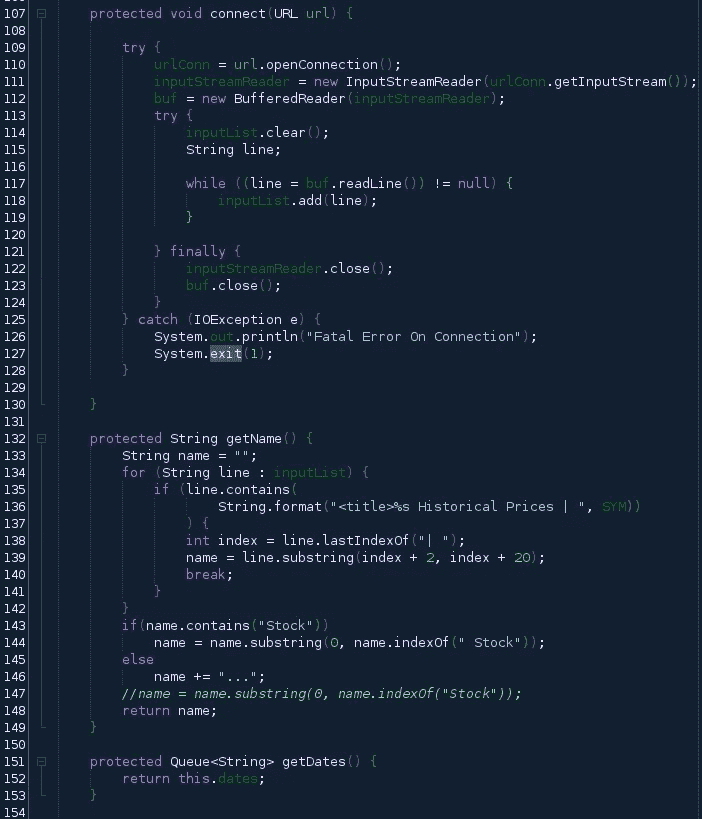 107 protected void connect(URL url) {
108
109 try {
110 urlConn = url.openConnection();
111 inputStreamReader = new InputStreamReader(urlConn.getInputStream());
112 buf = new BufferedReader(inputStreamReader);
113 try {
114 inputList.clear();
115 String line;
116
117 while ((line = buf.readLine()) != null) {
118 inputList.add(line);
119 }
120
121 } finally {
122 inputStreamReader.close();
123 buf.close();
124 }
125 } catch (IOException e) {
126 System.out.println("Fatal Error On Connection");
127 System.exit(1);
128 }
129
130 }
131
132 protected String getName() {
133 String name = "";
134 for (String line : inputList) {
135 if (line.contains(
136 String.format("<title>%s Historical Prices | ", SYM))
137 ) {
138 int index = line.lastIndexOf("| ");
139 name = line.substring(index + 2, index + 20);
140 break;
141 }
142 }
143 if(name.contains("Stock"))
144 name = name.substring(0, name.indexOf(" Stock"));
145 else
146 name += "...";
147 //name = name.substring(0, name.indexOf("Stock"));
148 return name;
149 }
150
151 protected Queue<String> getDates() {
152 return this.dates;
153 }
154